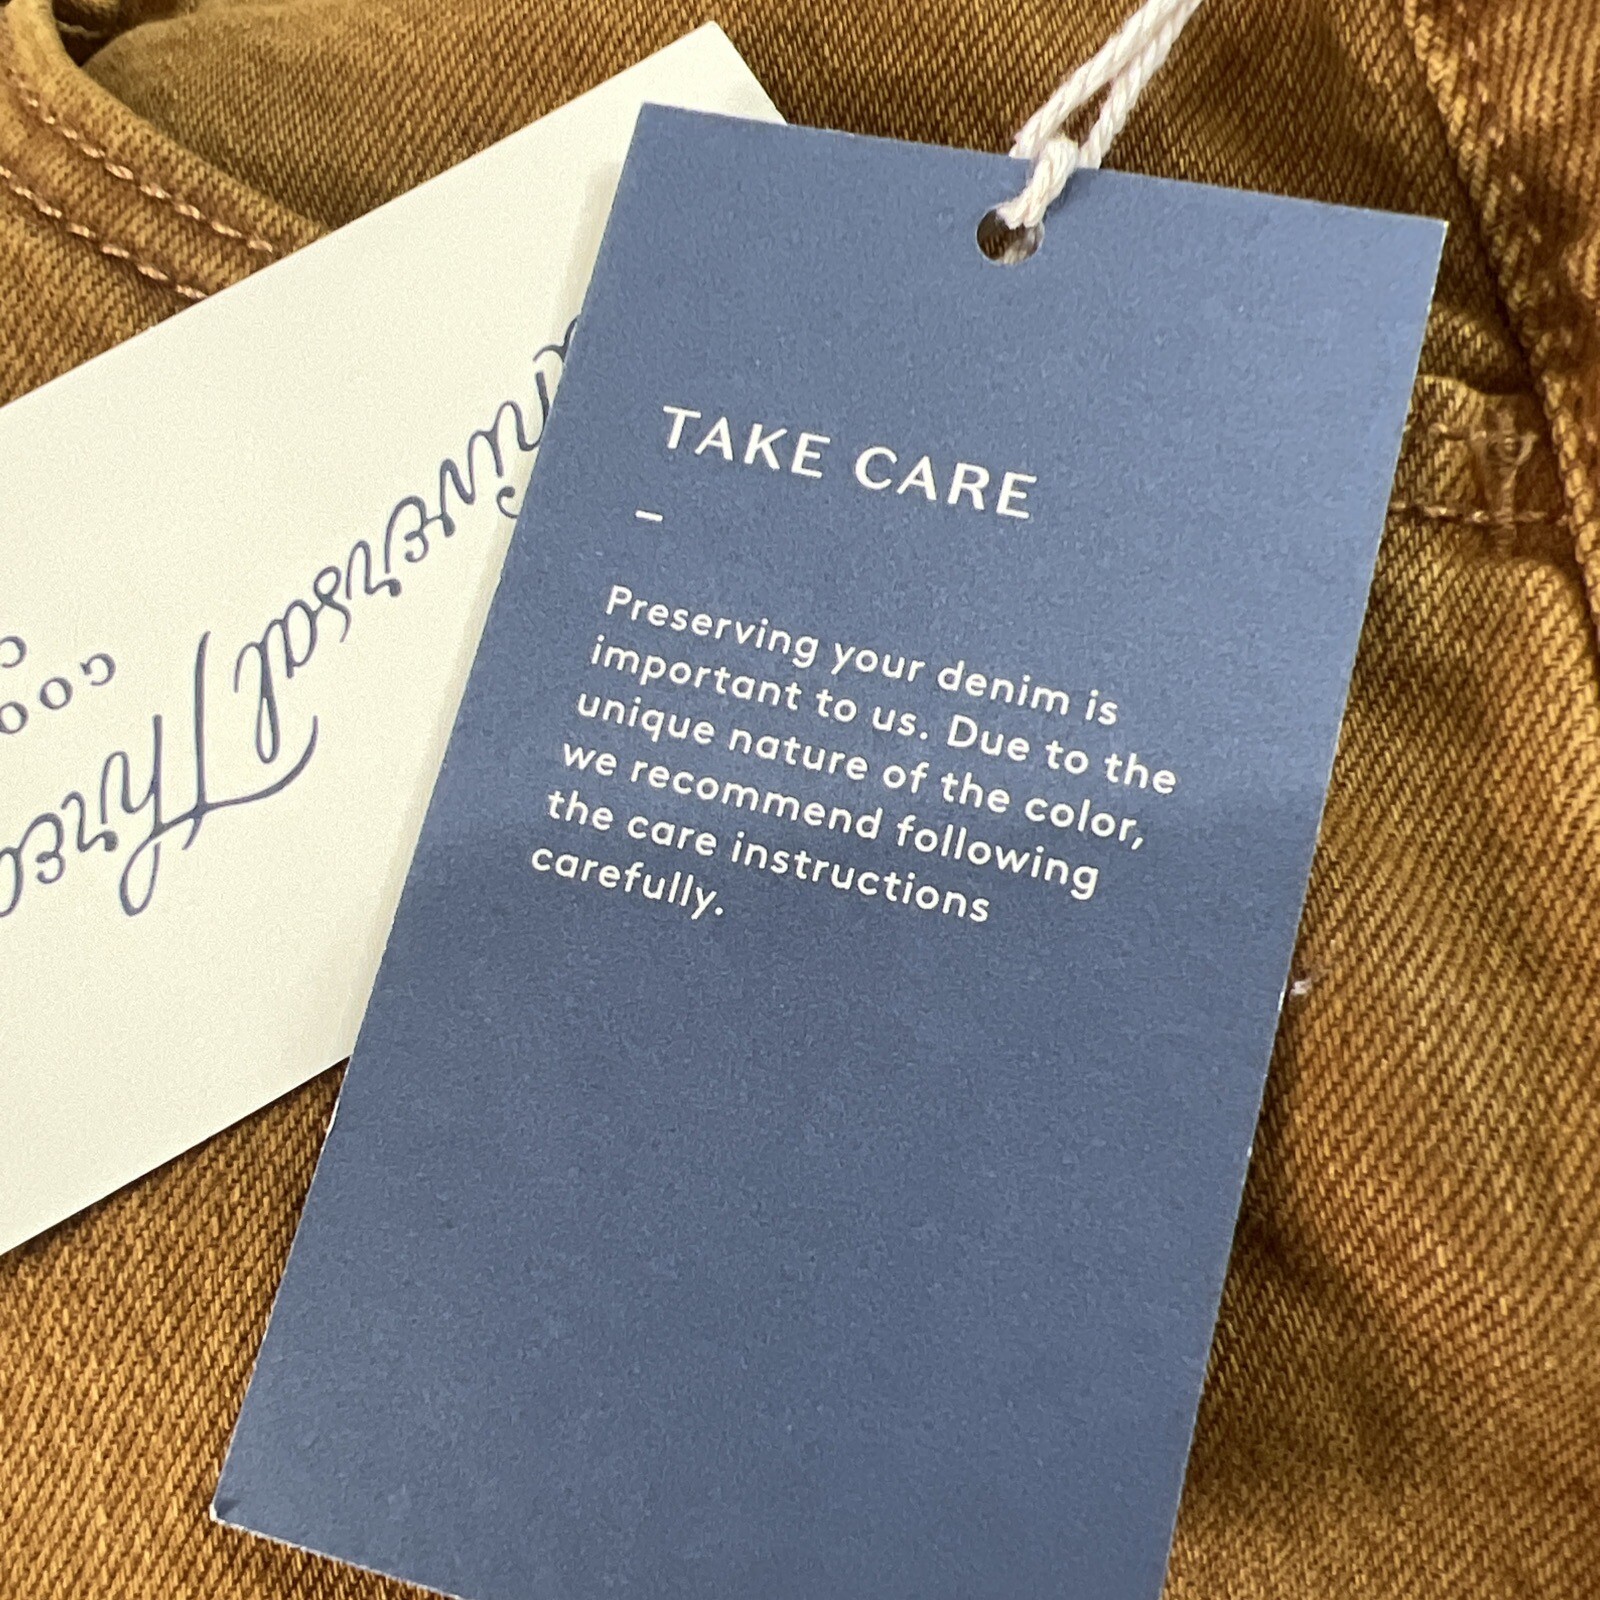 TAKE CARE
–
Preserving your denim is
important to us. Due to the
unique nature of the color,
we recommend following
the care instructions
carefully.